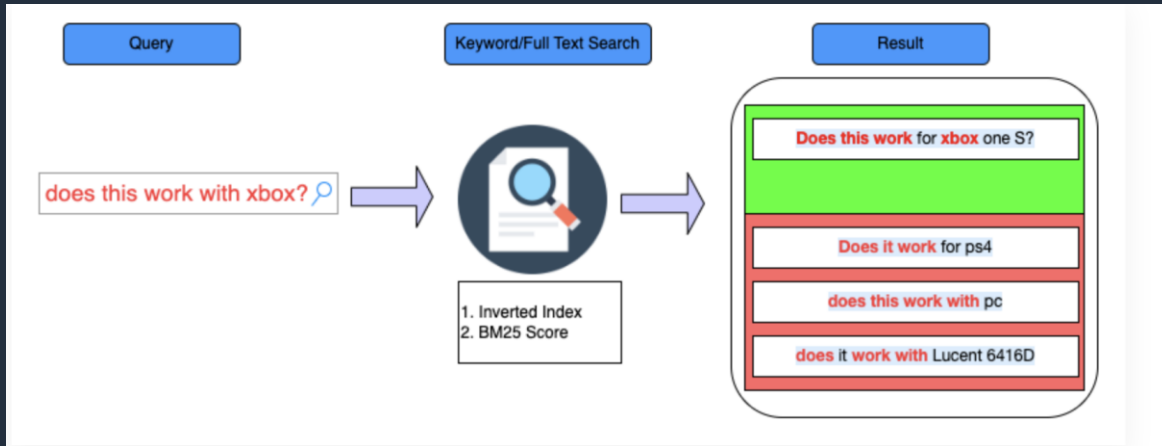 Query
Keyword/Full Text Search
Result
does this work with xbox?
1. Inverted Index
2. BM25 Score
Does this work for xbox one S?
Does it work for ps4
does this work with pc
does it work with Lucent 6416D